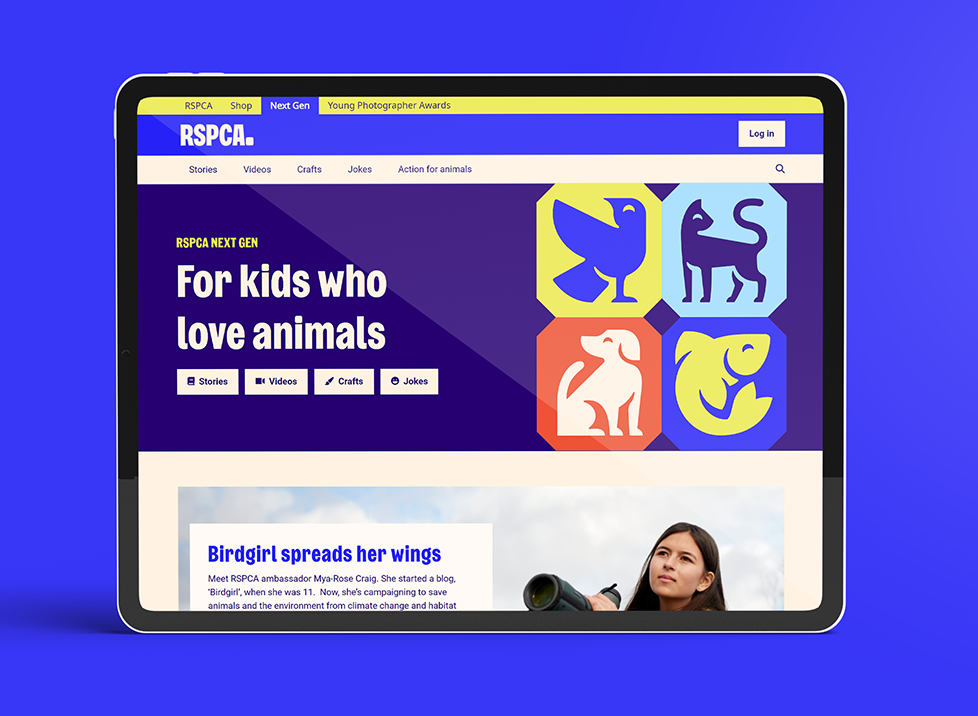 RSPCA Shop Next Gen Young Photographer Awards
RSPCA.
Log in
Stories Videos Crafts Jokes Action for animals
RSPCA NEXT GEN
For kids who
love animals
Stories Videos Crafts Jokes
Birdgirl spreads her wings
Meet RSPCA ambassador Mya-Rose Craig. She started a blog,
'Birdgirl', when she was 11.  Now, she's campaigning to save
animals and the environment from climate change and habitat